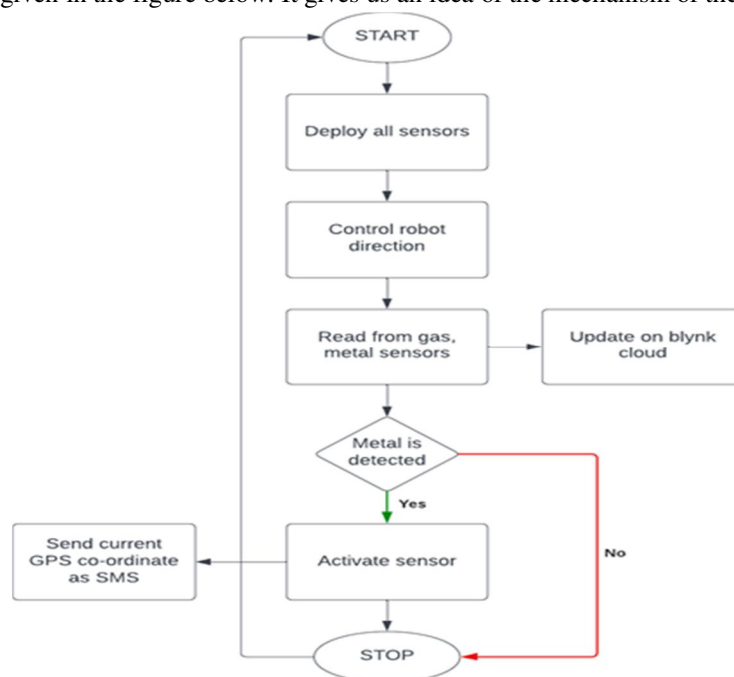 given in the figure below. It gives us an idea of the mechanism of the
START
Deploy all sensors
Control robot
direction
Read from gas,
metal sensors
Update on blynk
cloud
Metal is
detected
Yes
No
Send current
GPS co-ordinate
as SMS
Activate sensor
STOP